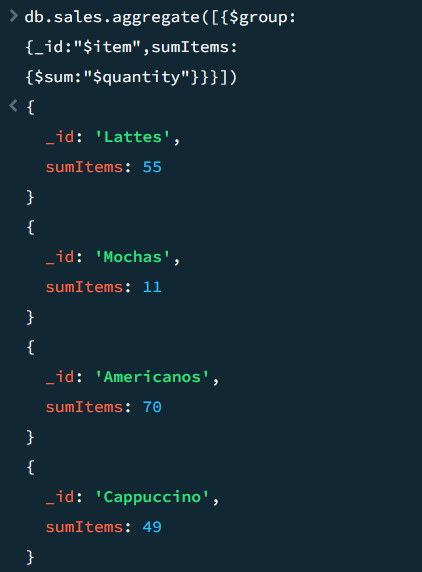 db.sales.aggregate([{$group:
{_id:"$item",sumItems:
{$sum:"$quantity"}}}])
{
_id: 'Lattes',
sumItems: 55
}
{
_id: 'Mochas',
sumItems: 11
}
{
_id: 'Americanos',
sumItems: 70
}
{
_id: 'Cappuccino',
sumItems: 49
}